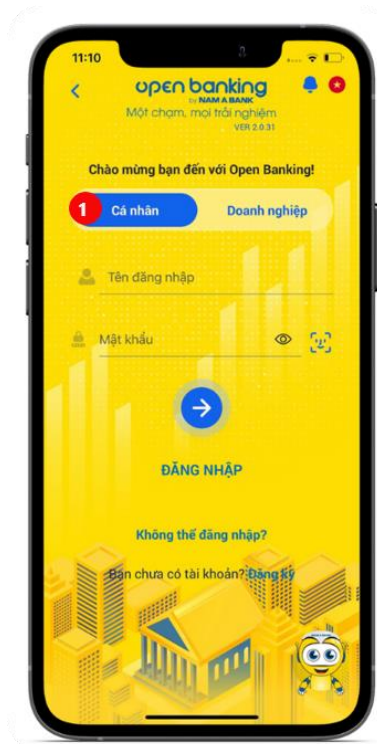 11:10
open banking
by NAM A BANK
Một chạm, mọi trải nghiệm
VER 2.0.31
Chào mừng bạn đến với Open Banking!
1 Cá nhân Doanh nghiệp
Tên đăng nhập
Mật khẩu
ĐĂNG NHẬP
Không thể đăng nhập?
Bạn chưa có tài khoản? Đăng ký